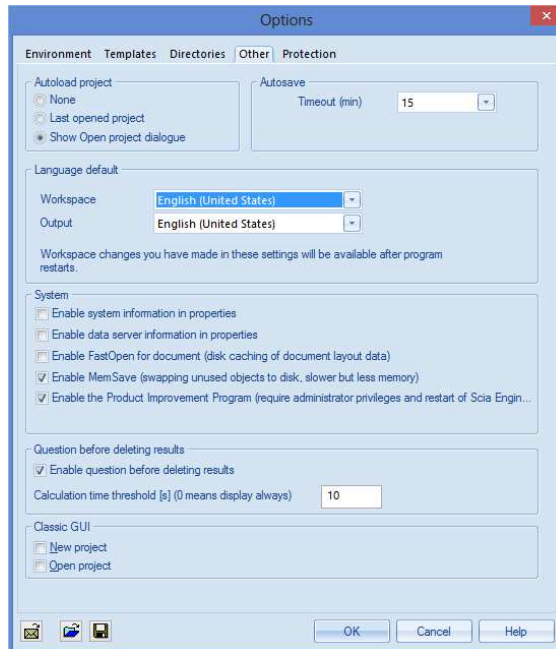 Options
Environment Templates Directories Other Protection
Autoload project
None
Last opened project
Show Open project dialogue
Autosave
Timeout (min) 15
Language default
Workspace English (United States)
Output English (United States)
Workspace changes you have made in these settings will be available after program
restarts.
System
Enable system information in properties
Enable data server information in properties
Enable FastOpen for document (disk caching of document layout data)
Enable MemSave (swapping unused objects to disk, slower but less memory)
Enable the Product Improvement Program (require administrator privileges and restart of Scia Engin...
Question before deleting results
Enable question before deleting results
Calculation time threshold [s] (0 means display always) 10
Classic GUI
New project
Open project
OK Cancel Help